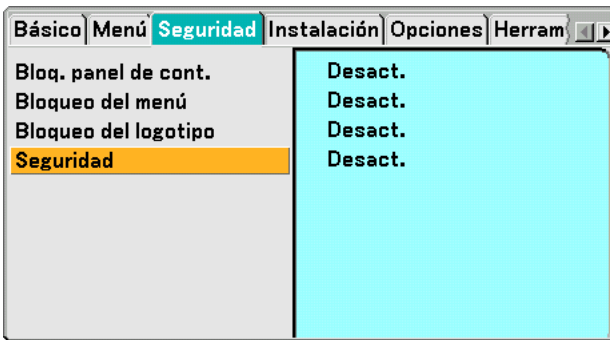 Básico Menú Seguridad Instalación Opciones Herram
Bloq. panel de cont. Desact.
Bloqueo del menú Desact.
Bloqueo del logotipo Desact.
Seguridad Desact.